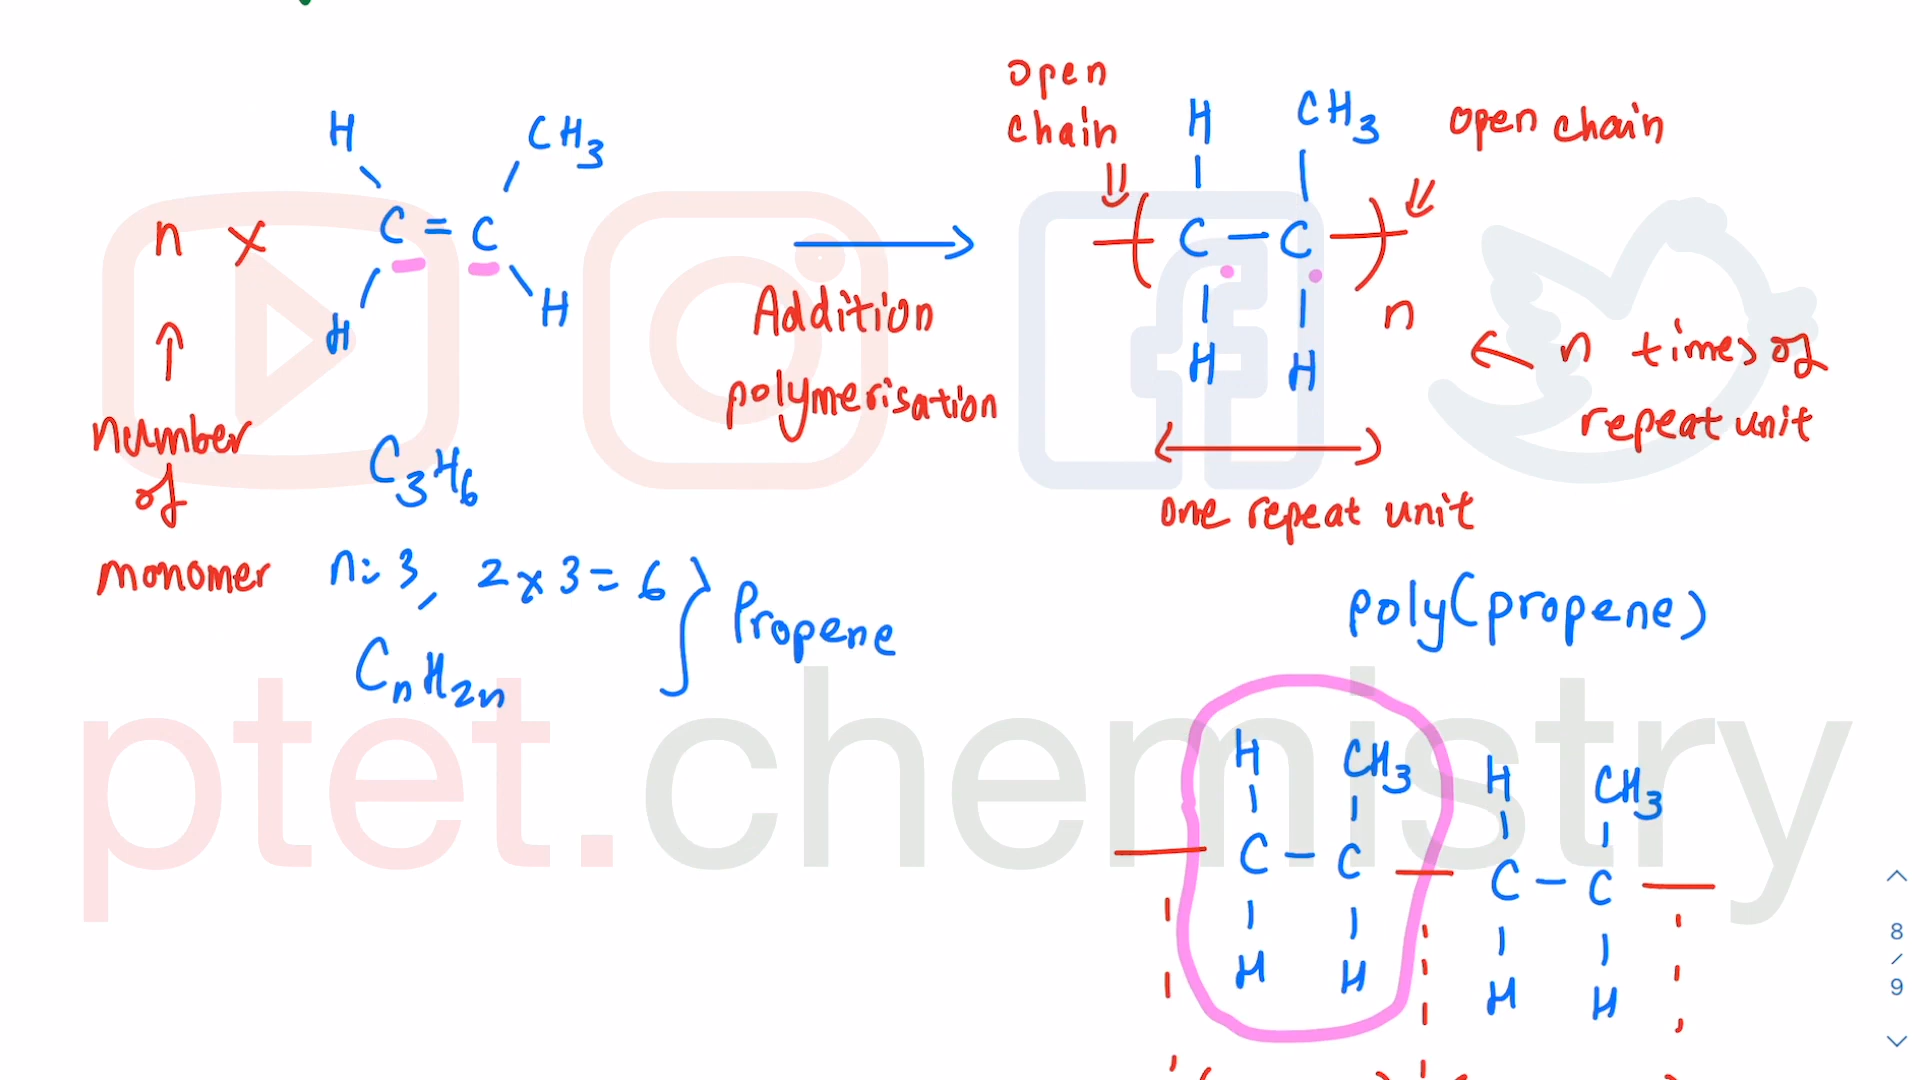 H
CH3
n x C = C
H
H
number
of
monomer
C3H6
n = 3, 2 x 3 = 6
CnH2n
Propene
Addition
polymerisation
open
chain
open chain
H CH3
C - C
H H
n
n times of
repeat unit
one repeat unit
poly(propene)
H CH3 H CH3
C - C - C - C
H H H H
ptet.chemistry
8
/
9